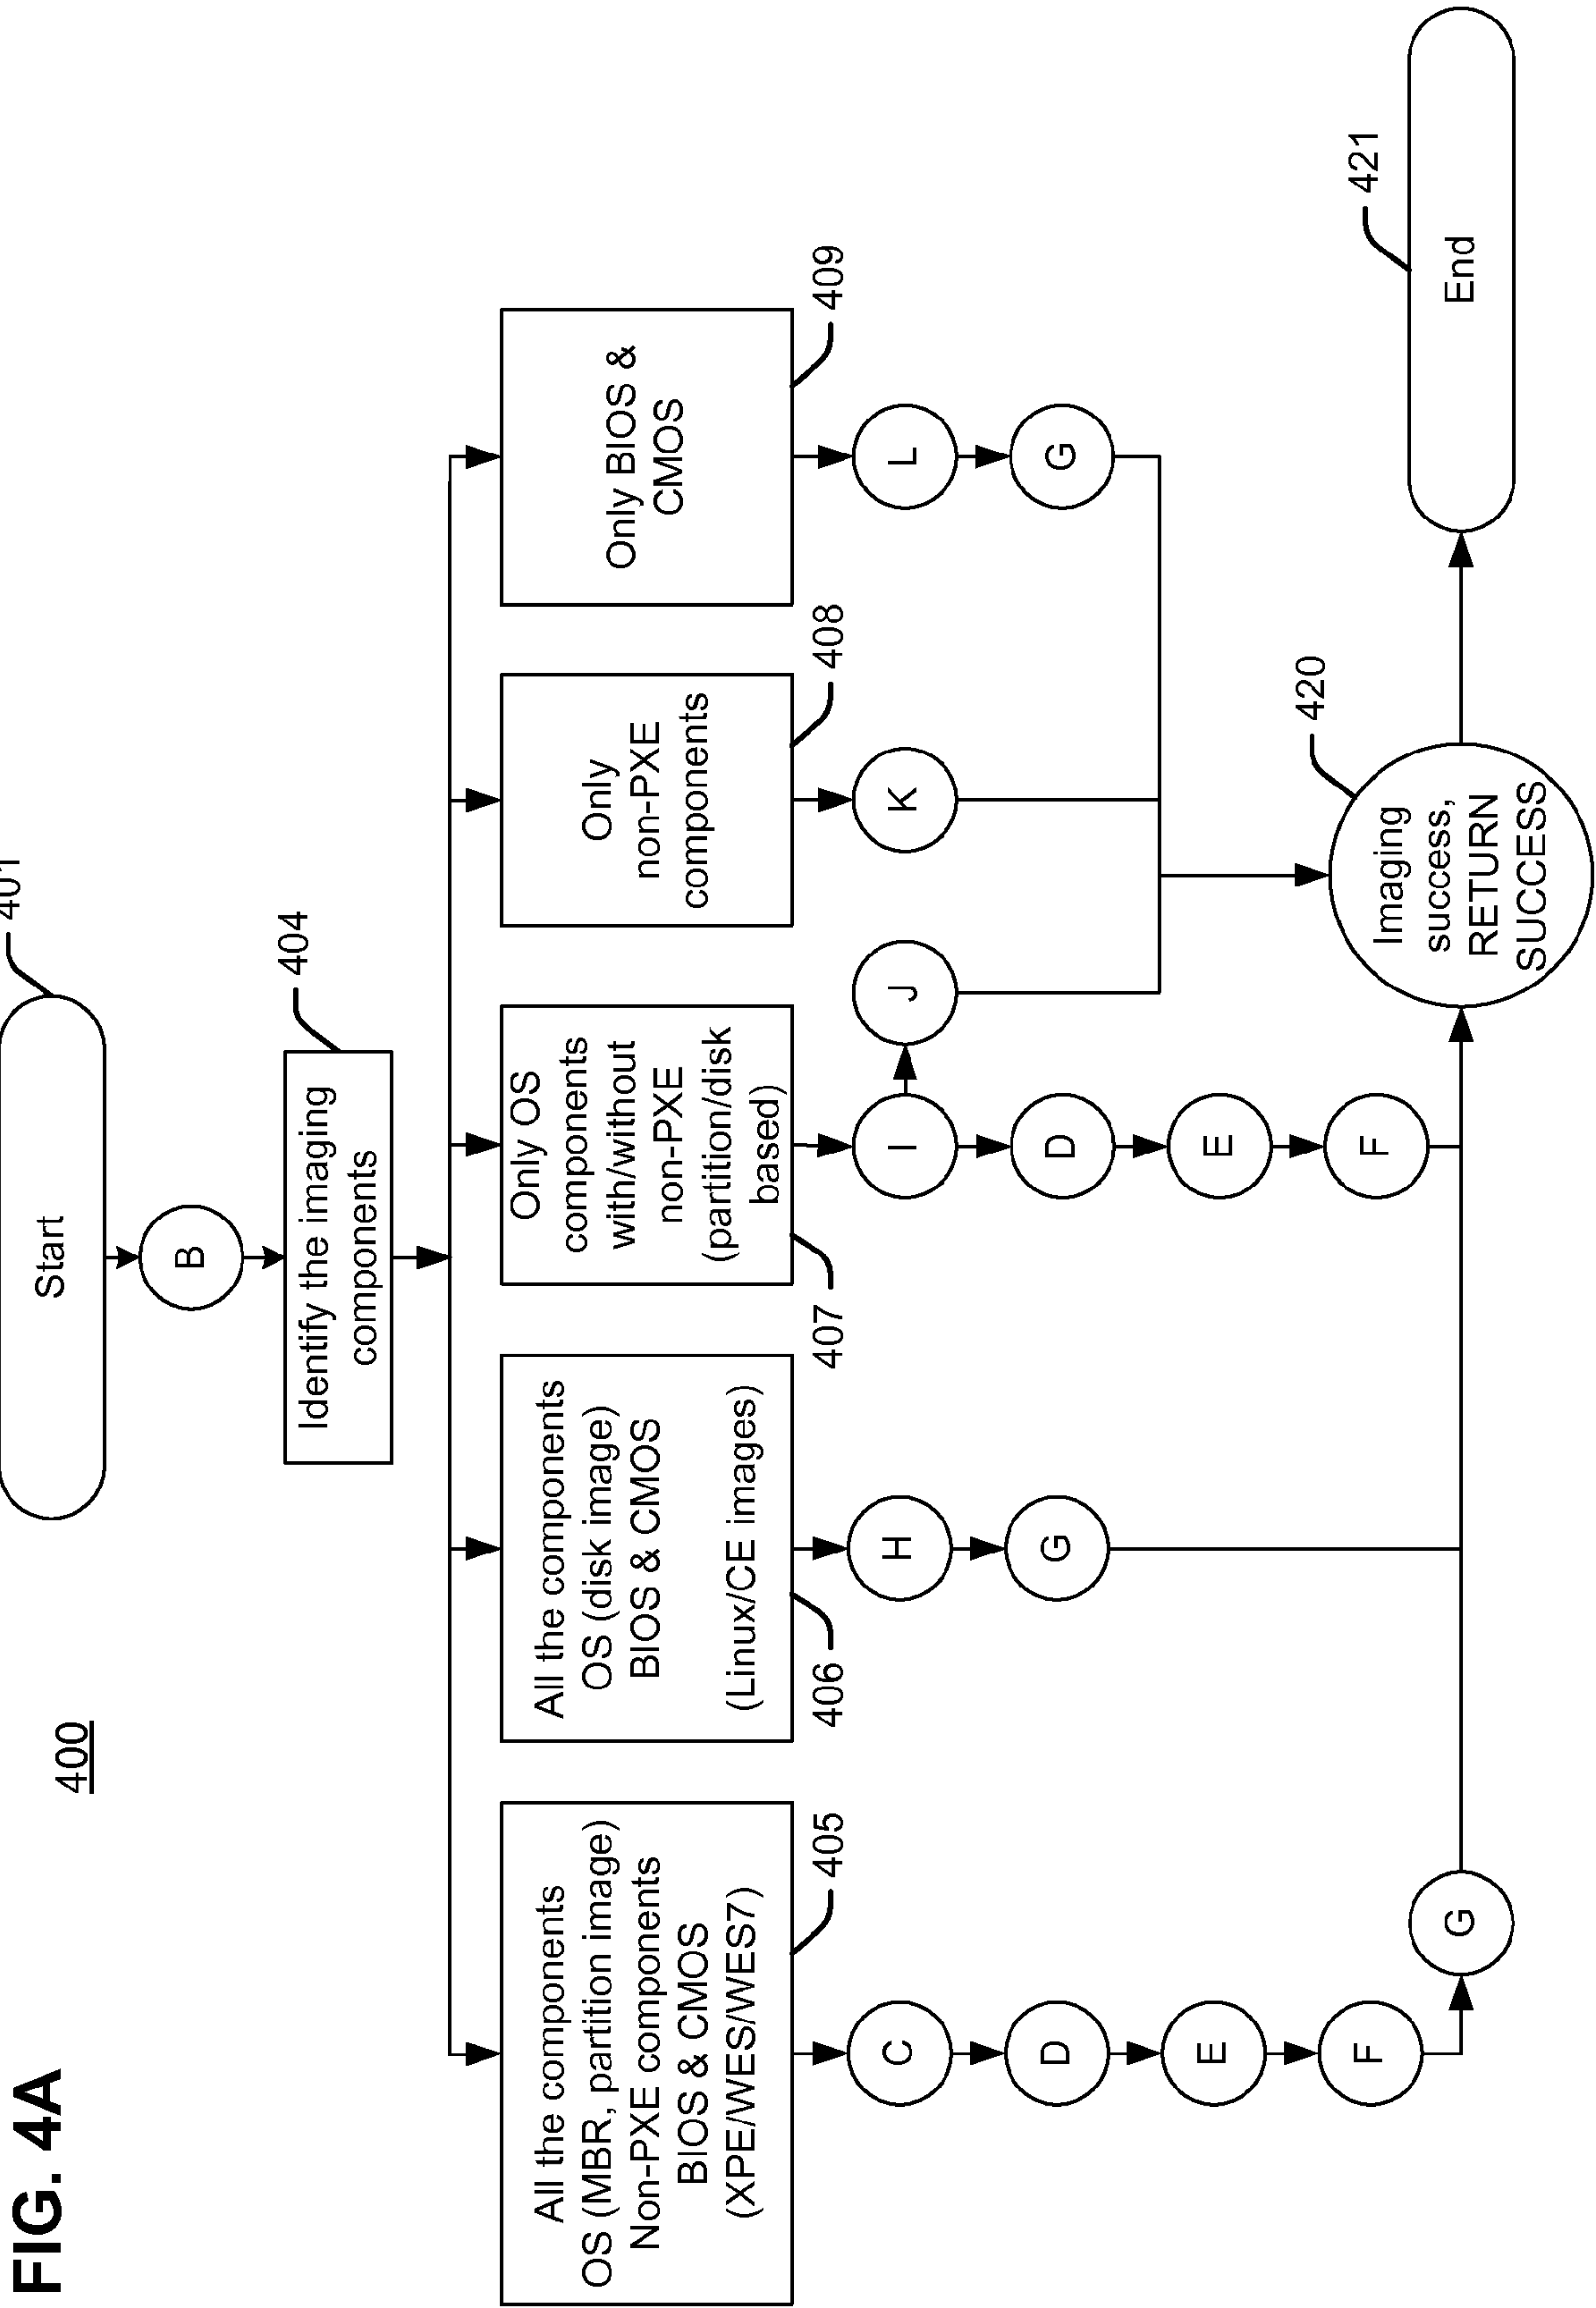 FIG. 4A
400
401
Start
B
404
Identify the imaging
components
All the components
OS (MBR, partition image)
Non-PXE components
BIOS & CMOS
(XPE/WES/WES7)
405
All the components
OS (disk image)
BIOS & CMOS
(Linux/CE images)
406
Only OS
components
with/without
non-PXE
(partition/disk
based)
407
Only
non-PXE
components
408
Only BIOS &
CMOS
409
C
D
E
F
G
H
G
I
J
D
E
F
K
L
G
420
Imaging
success,
RETURN
SUCCESS
421
End